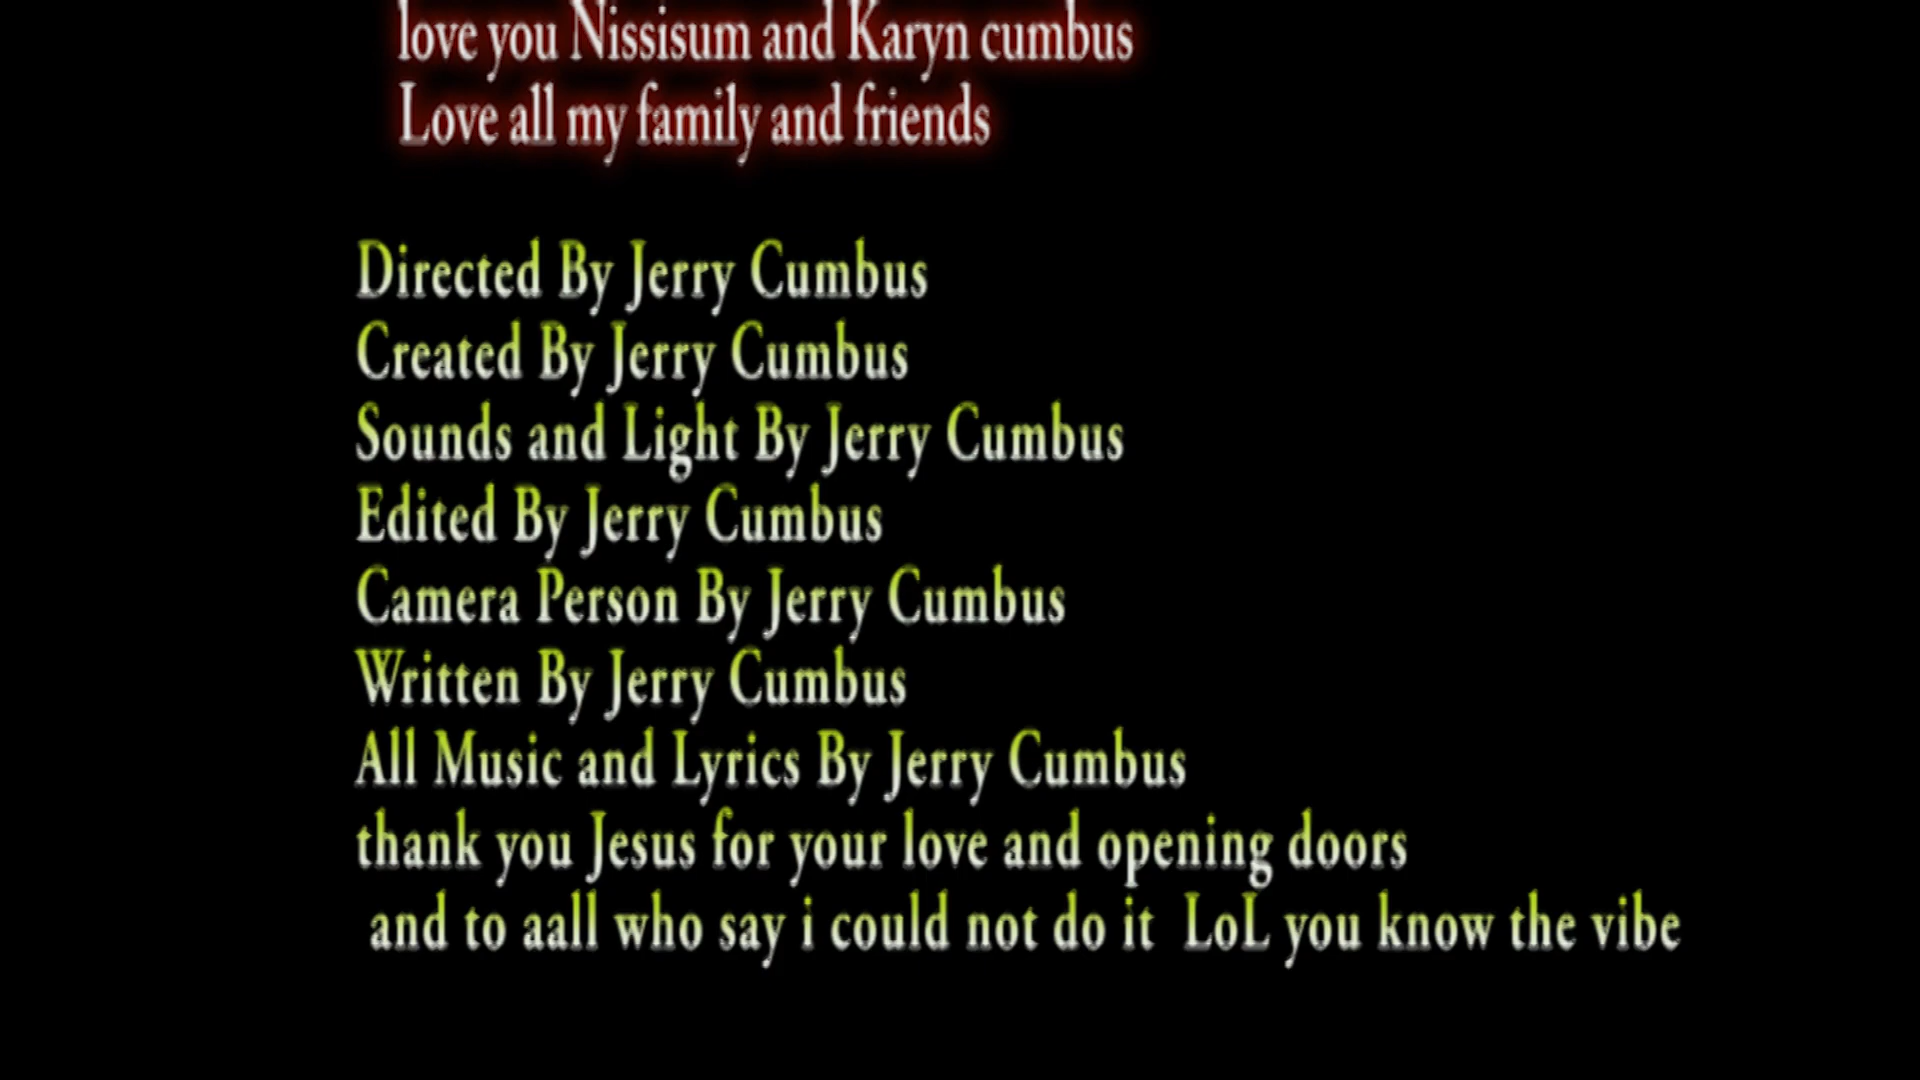 love you Nissisum and Karyn cumbus
Love all my family and friends
Directed By Jerry Cumbus
Created By Jerry Cumbus
Sounds and Light By Jerry Cumbus
Edited By Jerry Cumbus
Camera Person By Jerry Cumbus
Written By Jerry Cumbus
All Music and Lyrics By Jerry Cumbus
thank you Jesus for your love and opening doors
and to aall who say i could not do it LoL you know the vibe